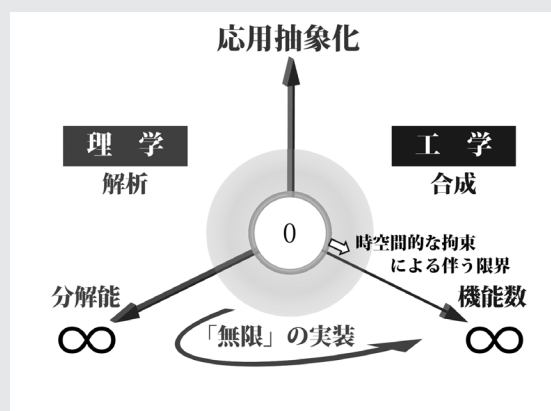 応用抽象化
理 学
工 学
解析
合成
0
時空間的な拘束
による伴う限界
分解能
機能数
∞
∞
「無限」の実装